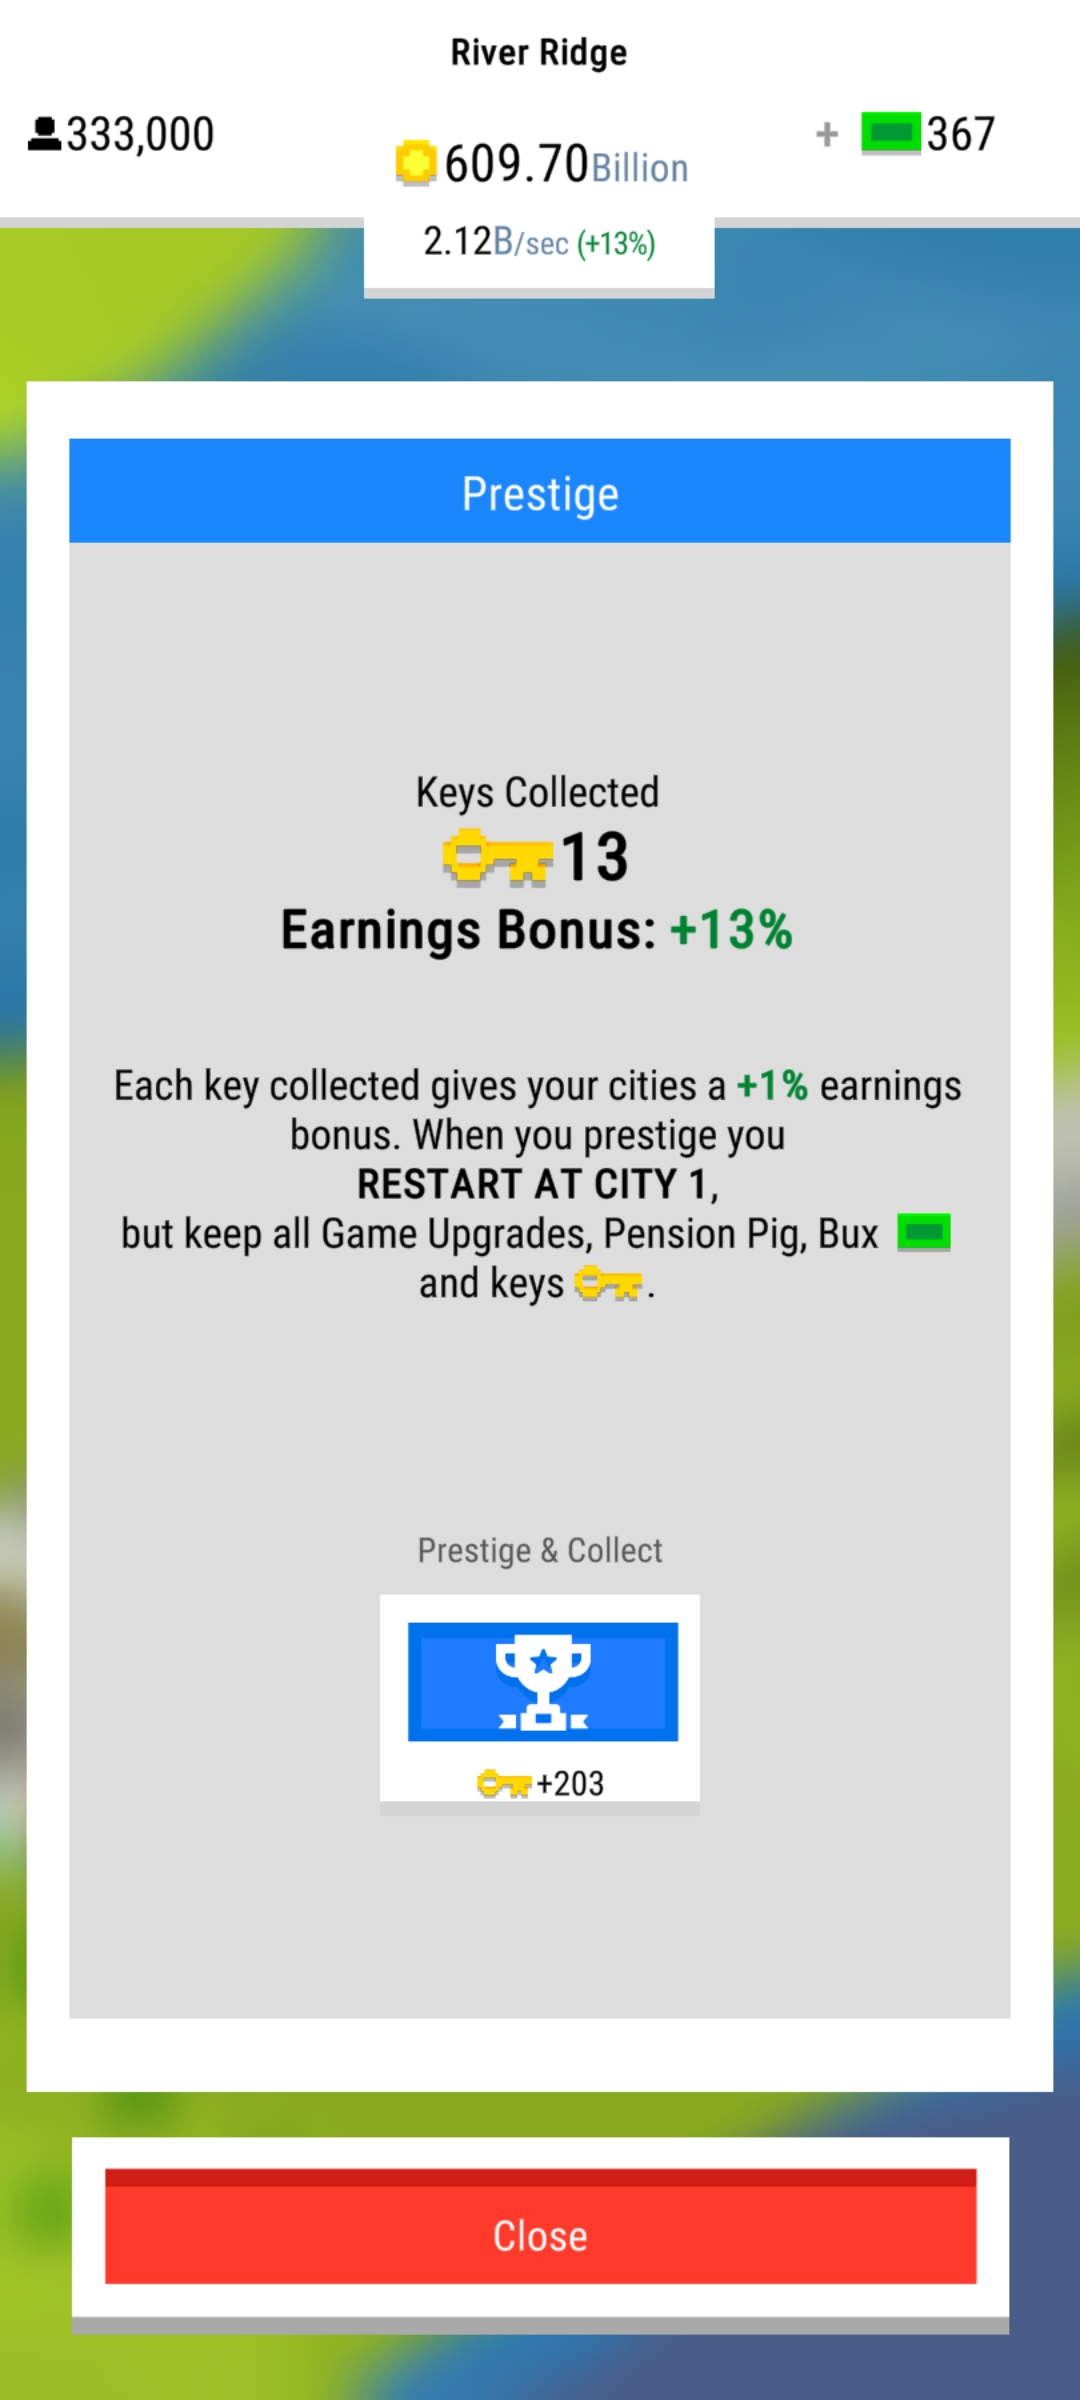 River Ridge
333,000
+ 367
609.70Billion
2.12B/sec (+13%)
Prestige
Keys Collected
13
Earnings Bonus: +13%
Each key collected gives your cities a +1% earnings
bonus. When you prestige you
RESTART AT CITY 1,
but keep all Game Upgrades, Pension Pig, Bux
and keys .
Prestige & Collect
+203
Close